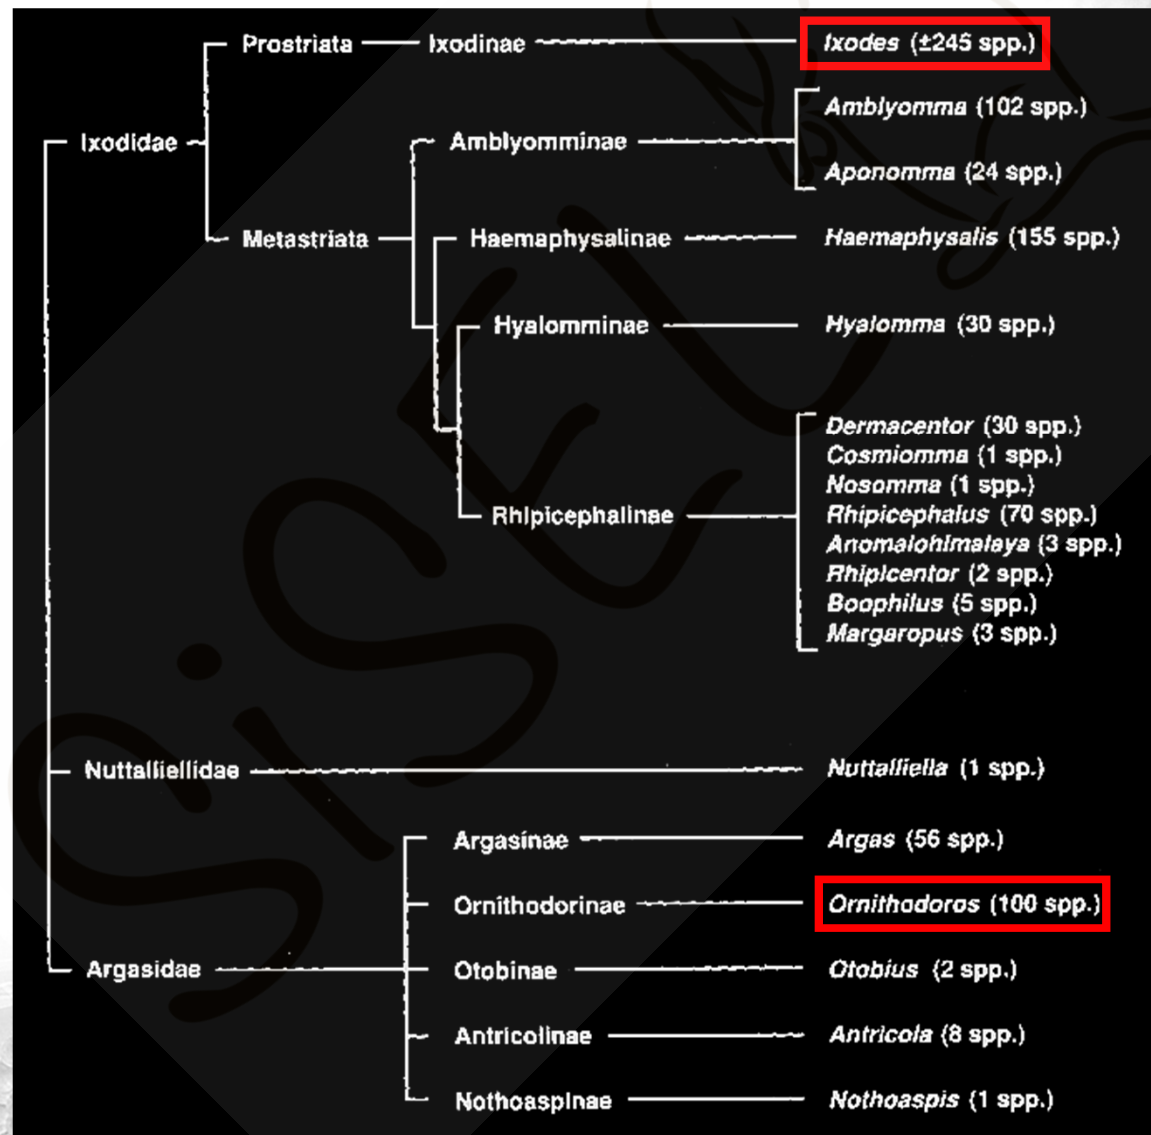 Prostriata Ixodinae Ixodes (±245 spp.)
Amblyomma (102 spp.)
Ixodidae Amblyomminae
Aponomma (24 spp.)
Metastriata Haemaphysalinae Haemaphysalis (155 spp.)
Hyalomminae Hyalomma (30 spp.)
Dermacentor (30 spp.)
Cosmiomma (1 spp.)
Nosomma (1 spp.)
Rhipicephalinae Rhipicephalus (70 spp.)
Anomalohimalaya (3 spp.)
Rhipicentor (2 spp.)
Boophilus (5 spp.)
Margaropus (3 spp.)
Nuttalliellidae Nuttalliella (1 spp.)
Argasinae Argas (56 spp.)
Ornithodorinae Ornithodoros (100 spp.)
Argasidae Otobinae Otobius (2 spp.)
Antricolinae Antricola (8 spp.)
Nothoaspinae Nothoaspis (1 spp.)
SiSEL